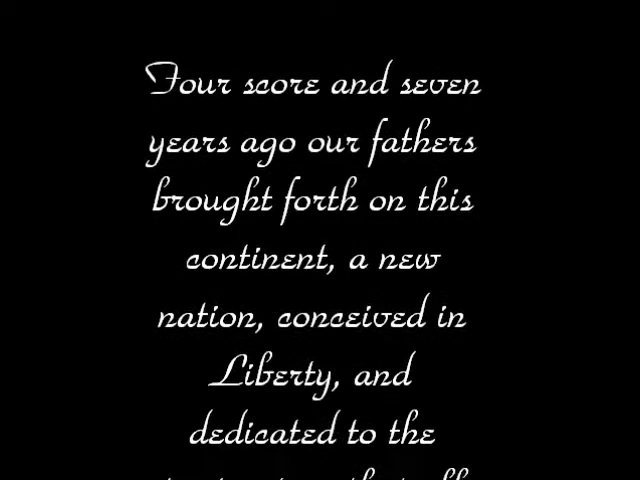 Four score and seven
years ago our fathers
brought forth on this
continent, a new
nation, conceived in
Liberty, and
dedicated to the